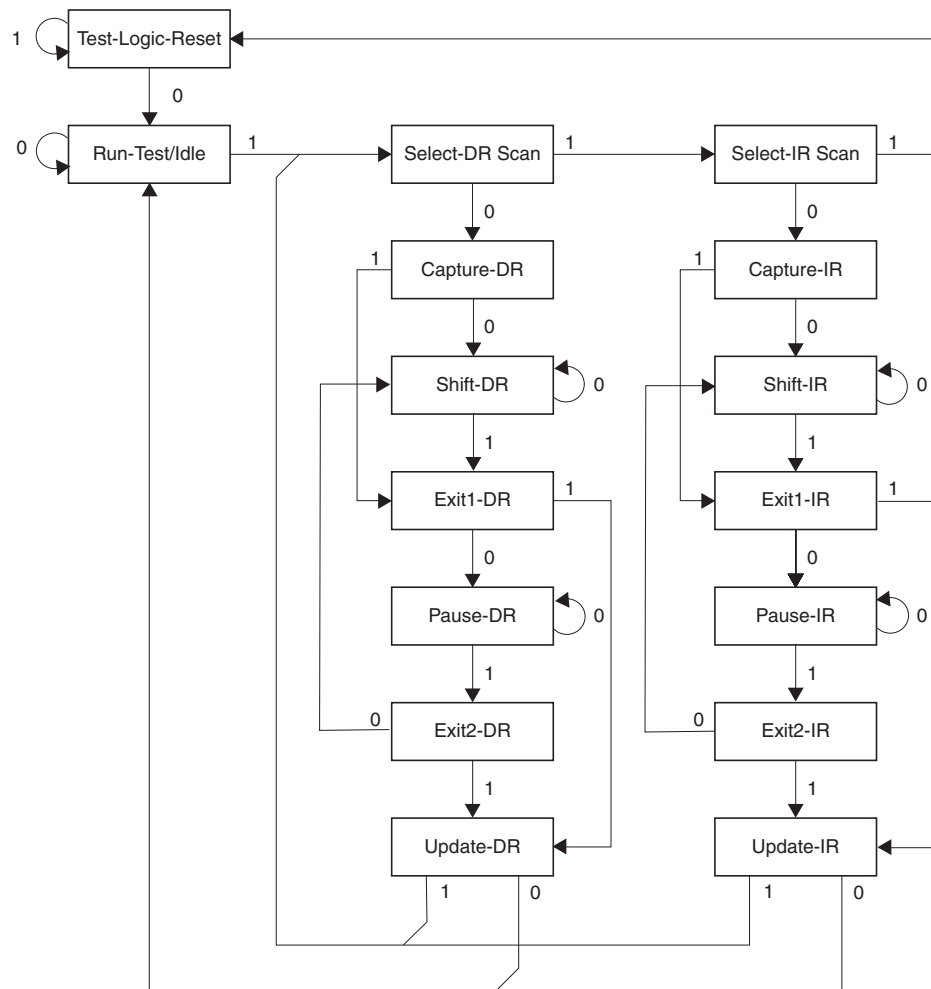 1
Test-Logic-Reset
0
0
Run-Test/Idle
1
Select-DR Scan
1
Select-IR Scan
1
0
0
1
Capture-DR
1
Capture-IR
0
0
Shift-DR
0
Shift-IR
0
1
1
Exit1-DR
1
Exit1-IR
1
0
0
Pause-DR
0
Pause-IR
0
1
1
0
Exit2-DR
0
Exit2-IR
1
1
Update-DR
Update-IR
1
0
1
0